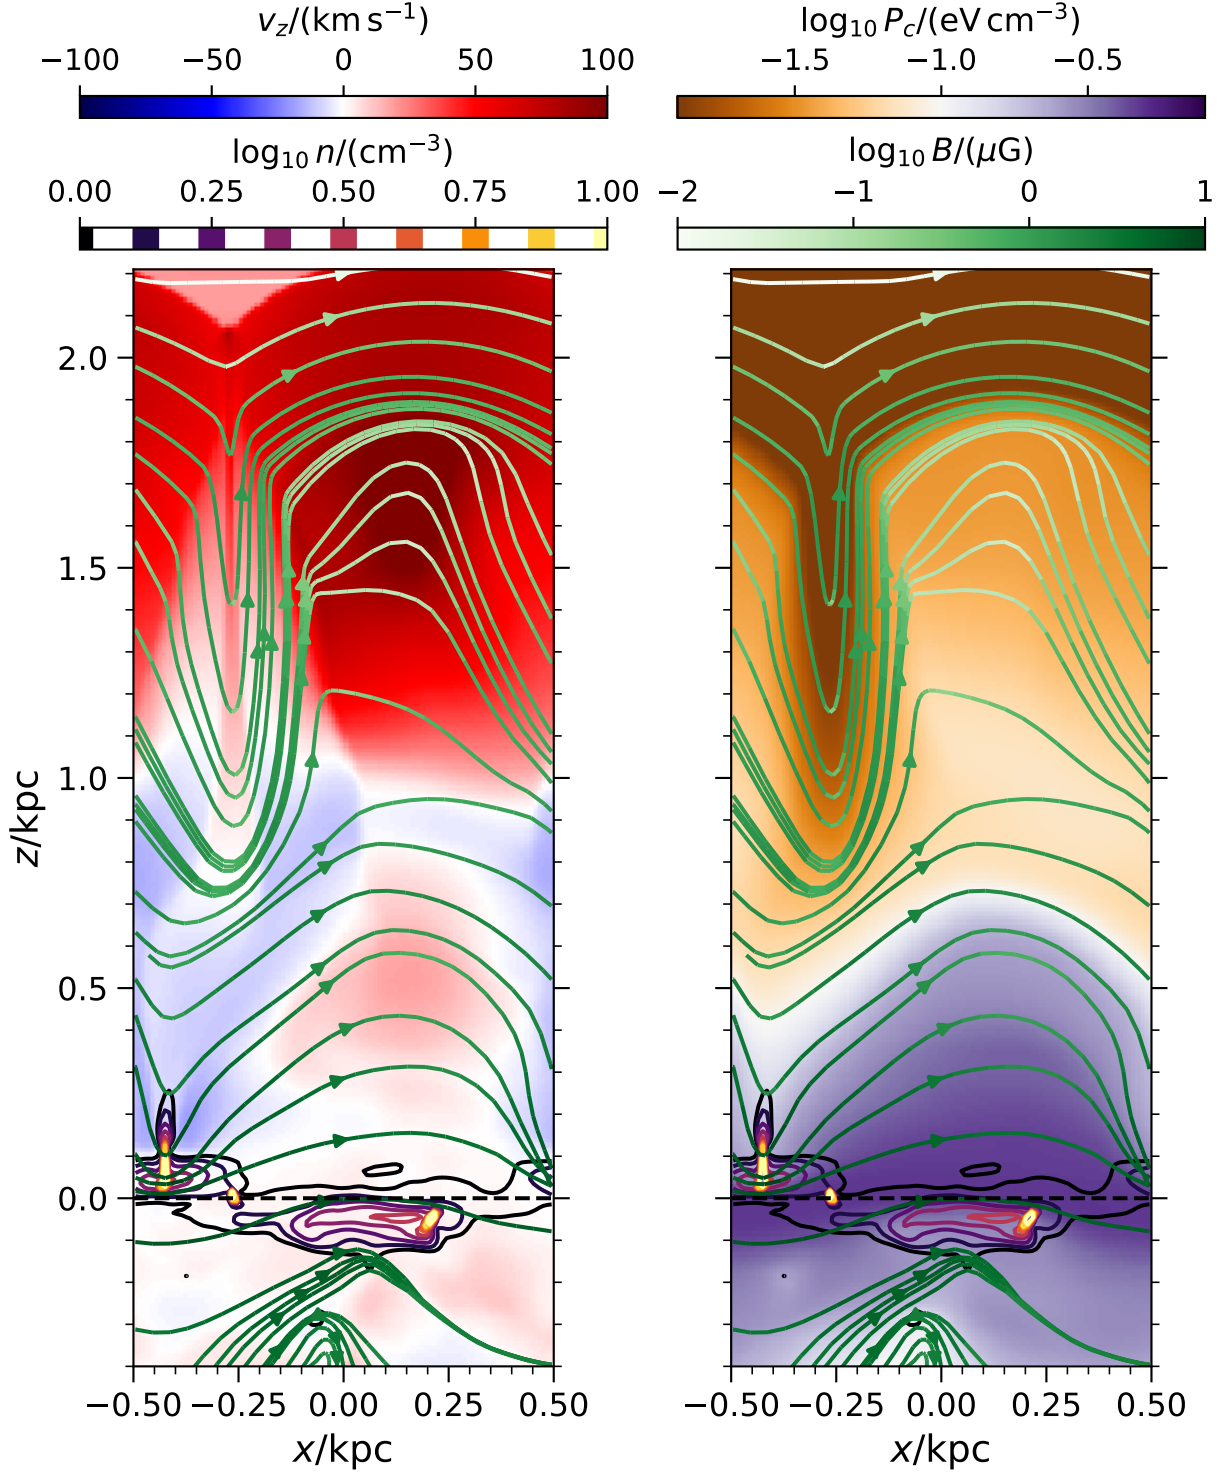 v_z/(km s⁻¹)
−100 −50 0 50 100
log₁₀ n/(cm⁻³)
0.00 0.25 0.50 0.75 1.00
log₁₀ P_c/(eV cm⁻³)
−1.5 −1.0 −0.5
log₁₀ B/(μG)
−2 −1 0 1
z/kpc
2.0
1.5
1.0
0.5
0.0
−0.50 −0.25 0.00 0.25 0.50
x/kpc
−0.50 −0.25 0.00 0.25 0.50
x/kpc